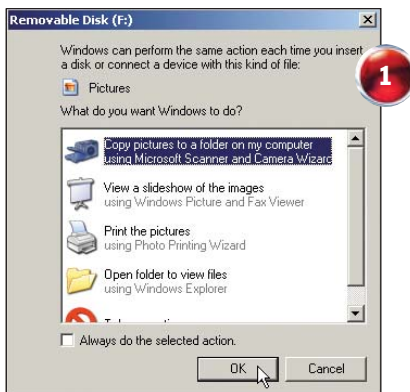 Removable Disk (F:)
Windows can perform the same action each time you insert
a disk or connect a device with this kind of file:
1
Pictures
What do you want Windows to do?
Copy pictures to a folder on my computer
using Microsoft Scanner and Camera Wizard
View a slideshow of the images
using Windows Picture and Fax Viewer
Print the pictures
using Photo Printing Wizard
Open folder to view files
using Windows Explorer
Always do the selected action.
OK
Cancel